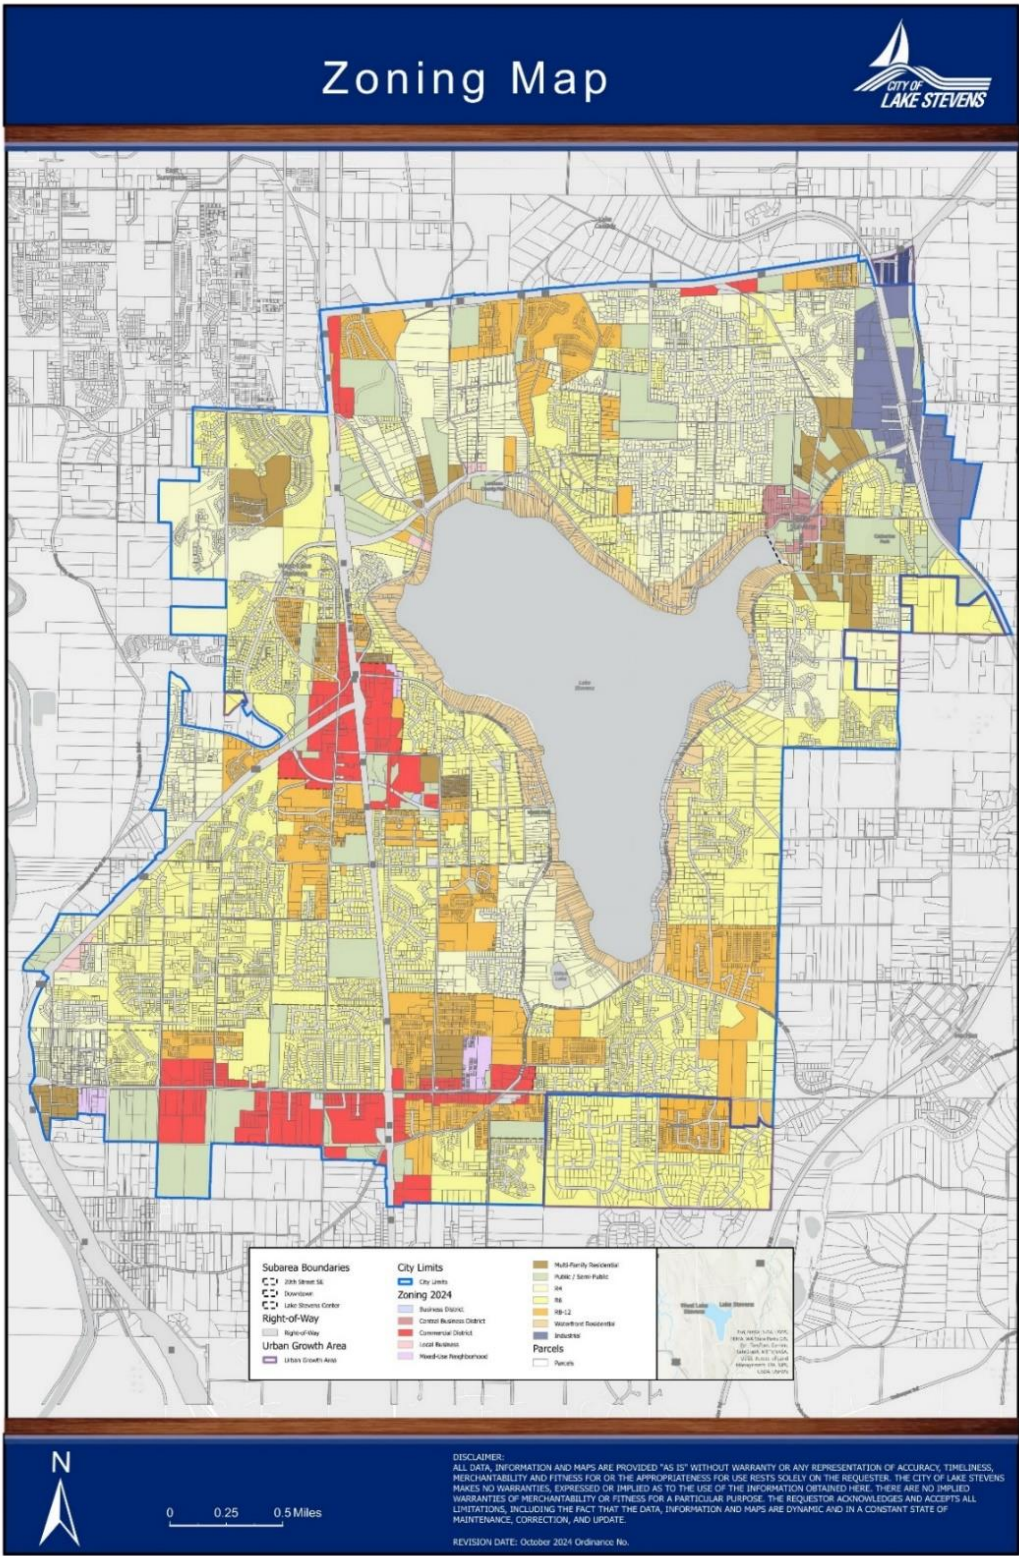 Zoning Map
CITY OF
LAKE STEVENS
Lake
Stevens
Subarea Boundaries
20th Street SE
Downtown
Lake Stevens Center
Right-of-Way
Right-of-Way
Urban Growth Area
Urban Growth Area
City Limits
City Limits
Zoning 2024
Business District
Central Business District
Commercial District
Local Business
Mixed-Use Neighborhood
Multi-Family Residential
Public / Semi-Public
R4
R6
R8-12
Waterfront Residential
Industrial
Parcels
Parcels
West Lake
Stevens
Lake Stevens
N
0 0.25 0.5 Miles
DISCLAIMER:
ALL DATA, INFORMATION AND MAPS ARE PROVIDED "AS IS" WITHOUT WARRANTY OR ANY REPRESENTATION OF ACCURACY, TIMELINESS,
MERCHANTABILITY AND FITNESS FOR OR THE APPROPRIATENESS FOR USE RESTS SOLELY ON THE REQUESTER. THE CITY OF LAKE STEVENS
MAKES NO WARRANTIES, EXPRESSED OR IMPLIED AS TO THE USE OF THE INFORMATION OBTAINED HERE. THERE ARE NO IMPLIED
WARRANTIES OF MERCHANTABILITY OR FITNESS FOR A PARTICULAR PURPOSE. THE REQUESTOR ACKNOWLEDGES AND ACCEPTS ALL
LIMITATIONS, INCLUDING THE FACT THAT THE DATA, INFORMATION AND MAPS ARE DYNAMIC AND IN A CONSTANT STATE OF
MAINTENANCE, CORRECTION, AND UPDATE.
REVISION DATE: October 2024 Ordinance No.